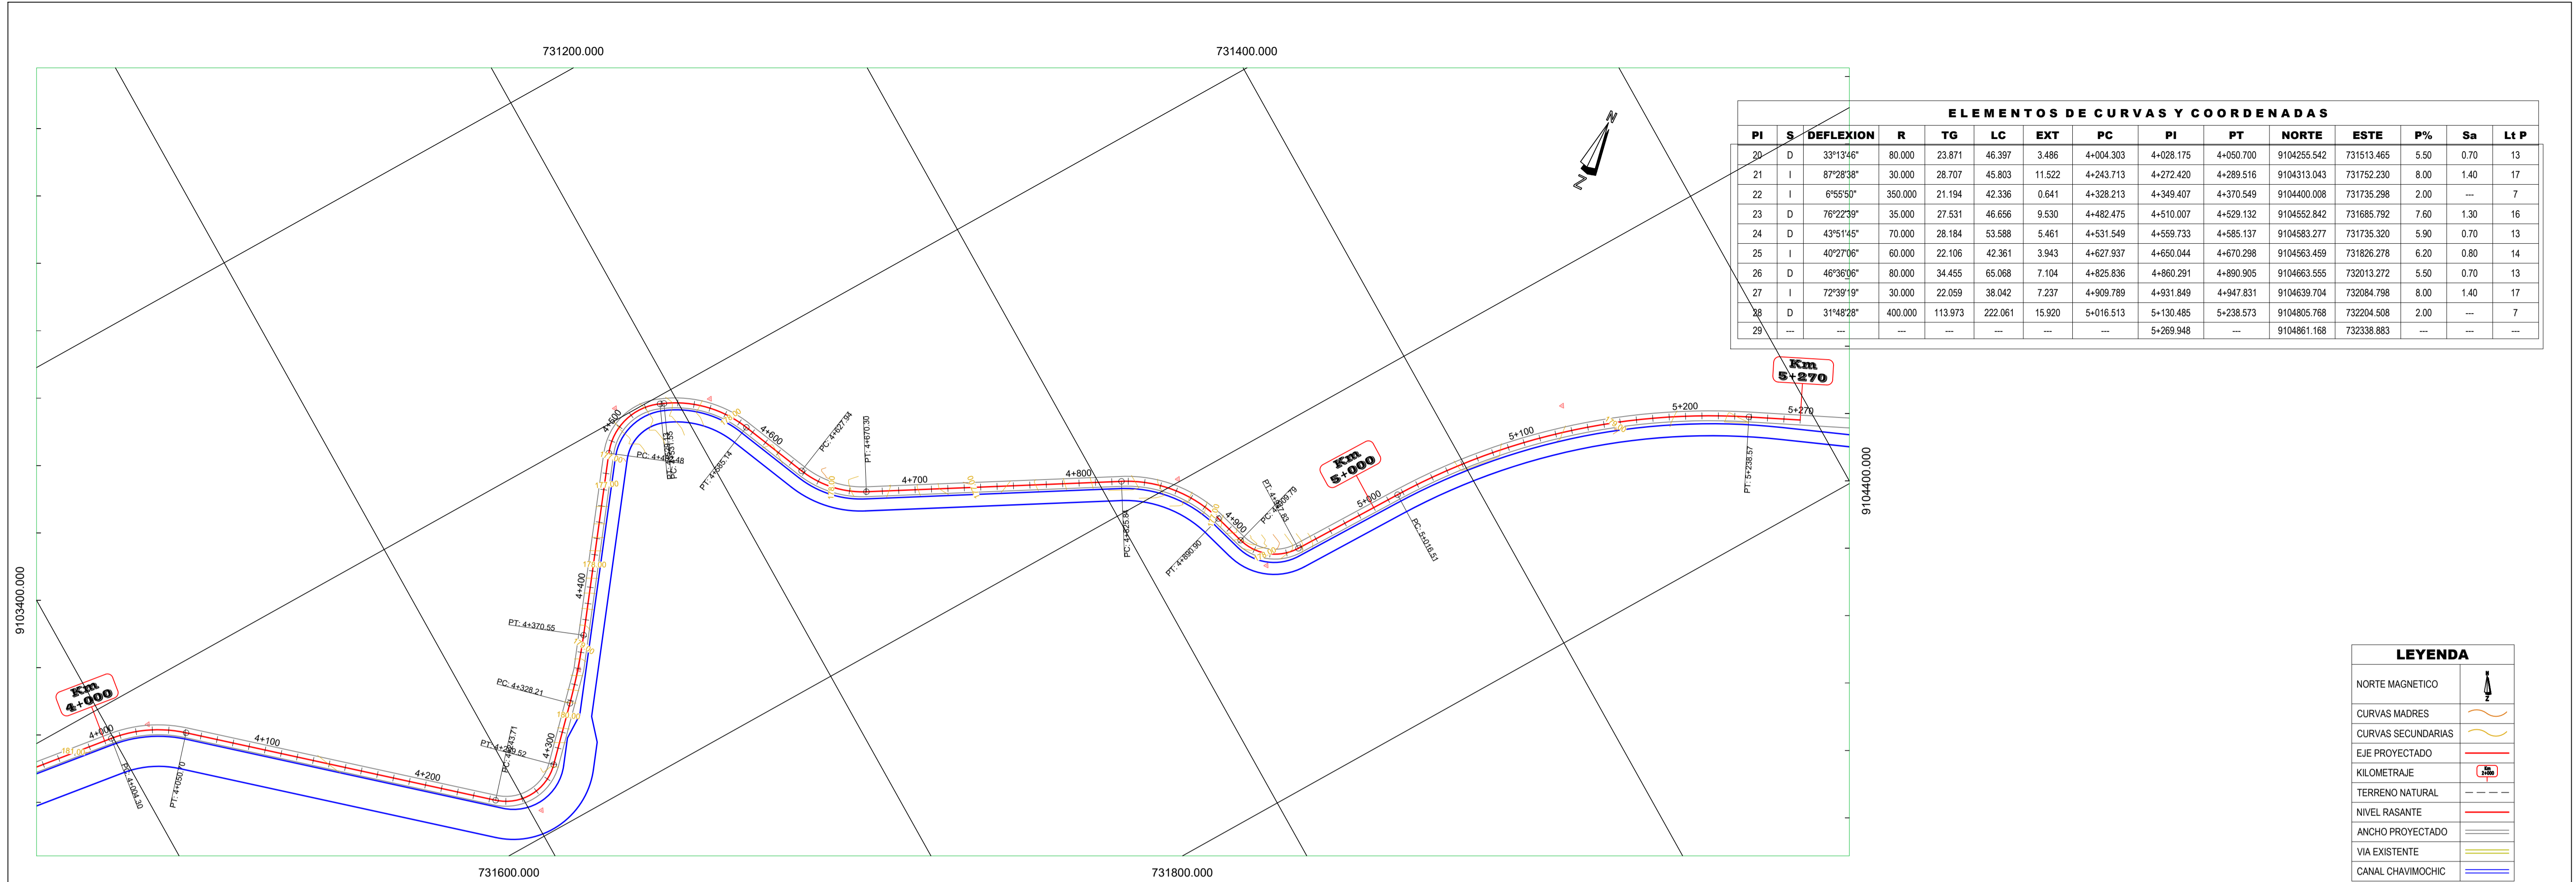 731200.000
731400.000
ELEMENTOS DE CURVAS Y COORDENADAS
PI S DEFLEXION R TG LC EXT PC PI PT NORTE ESTE P% Sa Lt P
20 D 33°13'46" 80.000 23.871 46.397 3.486 4+004.303 4+028.175 4+050.700 9104255.542 731513.465 5.50 0.70 13
21 I 87°28'38" 30.000 28.707 45.803 11.522 4+243.713 4+272.420 4+289.516 9104313.043 731752.230 8.00 1.40 17
22 I 6°55'50" 350.000 21.194 42.336 0.641 4+328.213 4+349.407 4+370.549 9104400.008 731735.298 2.00 --- 7
23 D 76°22'39" 35.000 27.531 46.656 9.530 4+482.475 4+510.007 4+529.132 9104552.842 731685.792 7.60 1.30 16
24 D 43°51'45" 70.000 28.184 53.588 5.461 4+531.549 4+559.733 4+585.137 9104583.277 731735.320 5.90 0.70 13
25 I 40°27'06" 60.000 22.106 42.361 3.943 4+627.937 4+650.044 4+670.298 9104563.459 731826.278 6.20 0.80 14
26 D 46°36'06" 80.000 34.455 65.068 7.104 4+825.836 4+860.291 4+890.905 9104663.555 732013.272 5.50 0.70 13
27 I 72°39'19" 30.000 22.059 38.042 7.237 4+909.789 4+931.849 4+947.831 9104639.704 732084.798 8.00 1.40 17
28 D 31°48'28" 400.000 113.973 222.061 15.920 5+016.513 5+130.485 5+238.573 9104805.768 732204.508 2.00 --- 7
29 --- --- --- --- --- --- --- 5+269.948 --- 9104861.168 732338.883 --- --- ---
N
Z
Km
5+270
5+270
5+200
5+100
PT: 5+238.57
9104400.000
Km
5+000
5+000
PC: 5+016.51
PC: 4+627.94
PT: 4+670.30
4+500
4+600
4+700
4+800
4+900
PT: 4+585.14
PC: 4+825.84
PT: 4+890.90
177.00
178.00
4+400
PT: 4+370.55
PC: 4+328.21
180.00
4+300
9103400.000
Km
4+000
4+000
181.00
4+100
4+200
PC: 4+004.30
PT: 4+050.70
731600.000
731800.000
LEYENDA
NORTE MAGNETICO
N
Z
CURVAS MADRES
CURVAS SECUNDARIAS
EJE PROYECTADO
KILOMETRAJE
Km
2+000
TERRENO NATURAL
NIVEL RASANTE
ANCHO PROYECTADO
VIA EXISTENTE
CANAL CHAVIMOCHIC